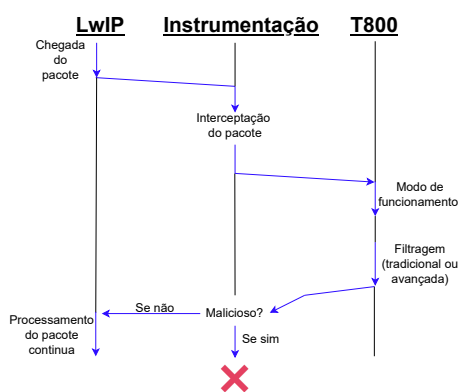 LwIP
Instrumentação
T800
Chegada
do
pacote
Interceptação
do pacote
Modo de
funcionamento
Filtragem
(tradicional ou
avançada)
Malicioso?
Se não
Processamento
do pacote
continua
Se sim